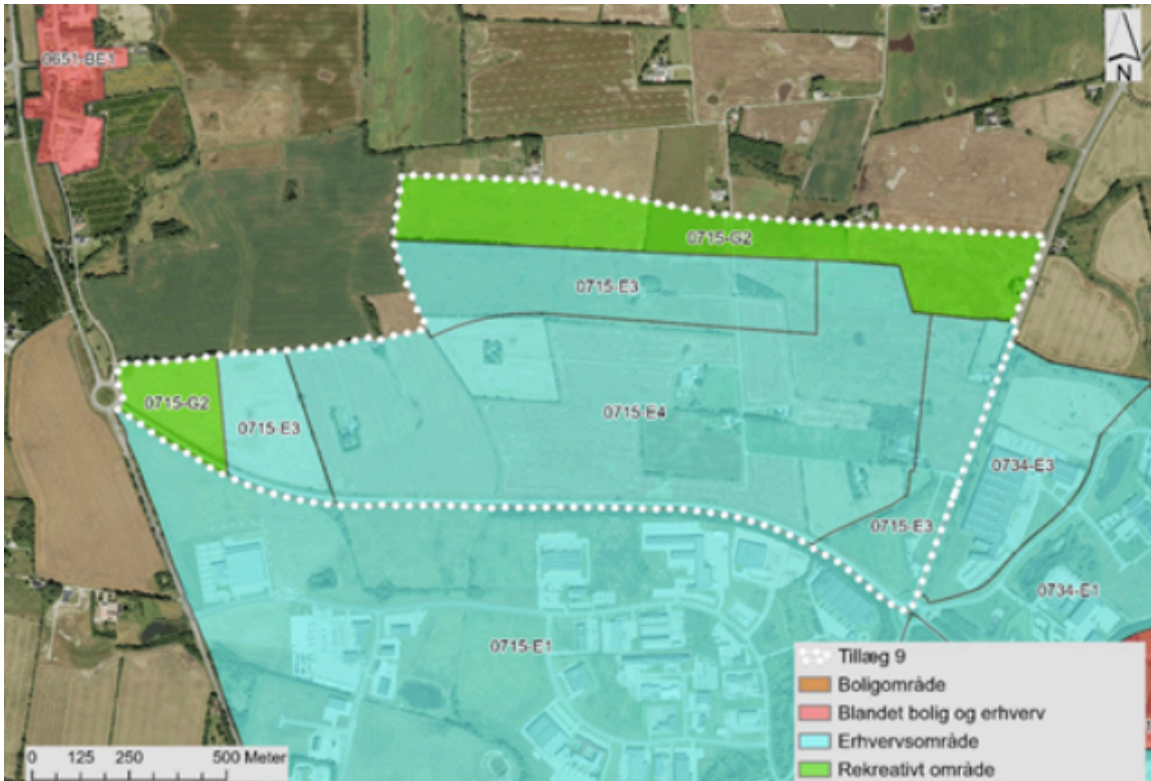 N
0651-BE1
0715-G2
0715-E3
0715-G2
0715-E3
0715-E4
0734-E3
0715-E3
0734-E1
0715-E1
Tillæg 9
Boligområde
Blandet bolig og erhverv
Erhvervsområde
Rekreativt område
0 125 250 500 Meter